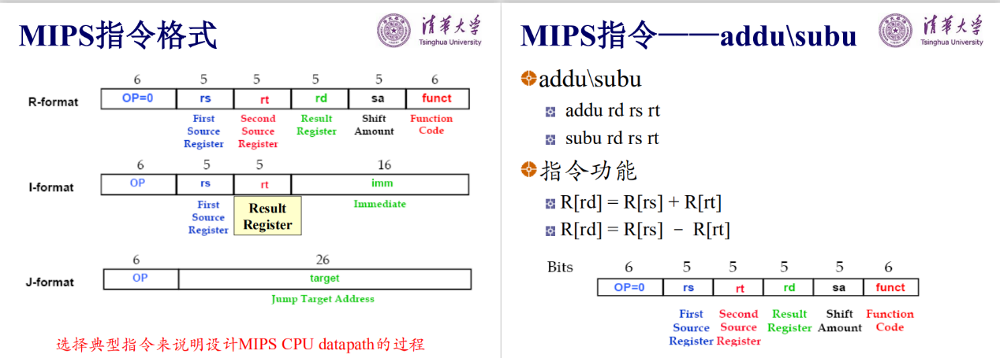 MIPS指令格式
清华大学
Tsinghua University
6 5 5 5 5 6
R-format OP=0 rs rt rd sa funct
First Second Result Shift Function
Source Source Register Amount Code
Register Register
6 5 5 16
I-format OP rs rt imm
First Result Immediate
Source Register
Register
6 26
J-format OP target
Jump Target Address
选择典型指令来说明设计MIPS CPU datapath的过程
MIPS指令——addu\subu
清华大学
Tsinghua University
addu\subu
addu rd rs rt
subu rd rs rt
指令功能
R[rd] = R[rs] + R[rt]
R[rd] = R[rs] － R[rt]
Bits 6 5 5 5 5 6
OP=0 rs rt rd sa funct
First Second Result Shift Function
Source Source Register Amount Code
Register Register